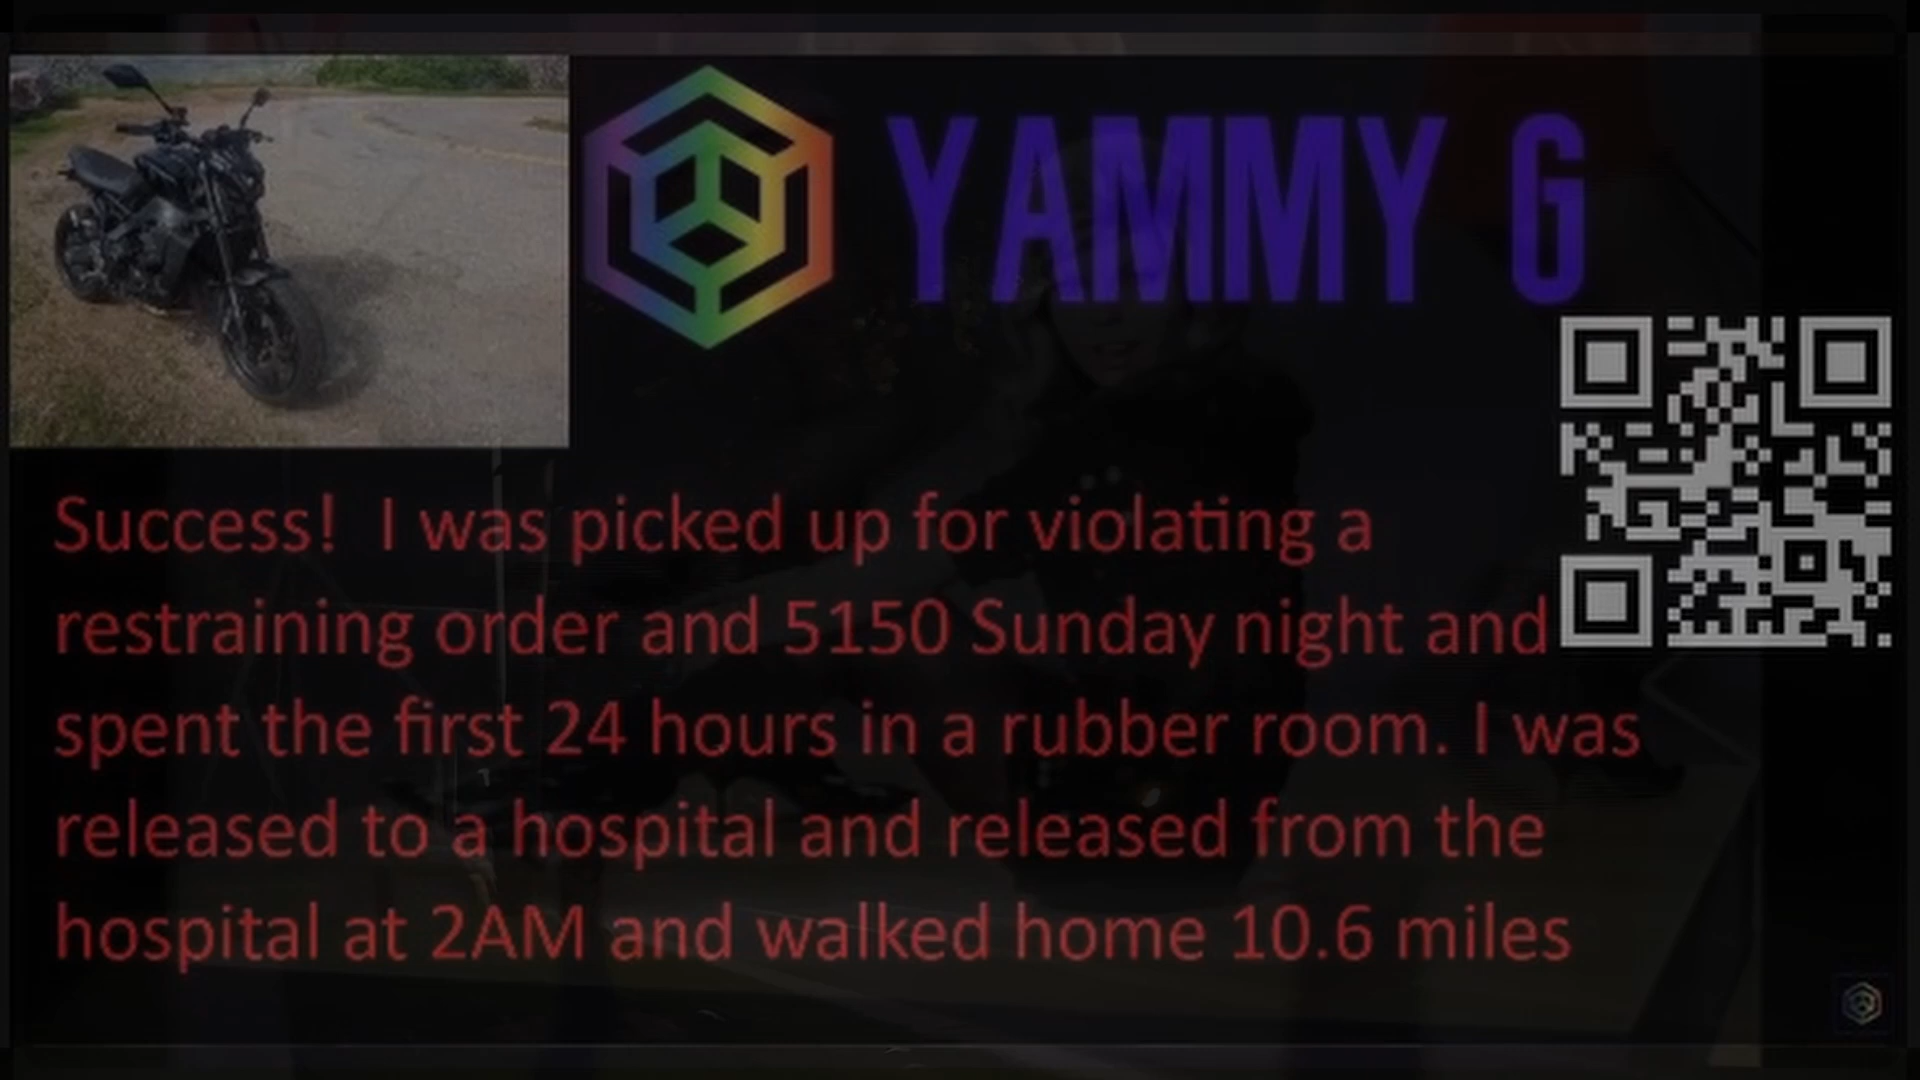 YAMMY G
Success!  I was picked up for violating a
restraining order and 5150 Sunday night and
spent the first 24 hours in a rubber room. I was
released to a hospital and released from the
hospital at 2AM and walked home 10.6 miles